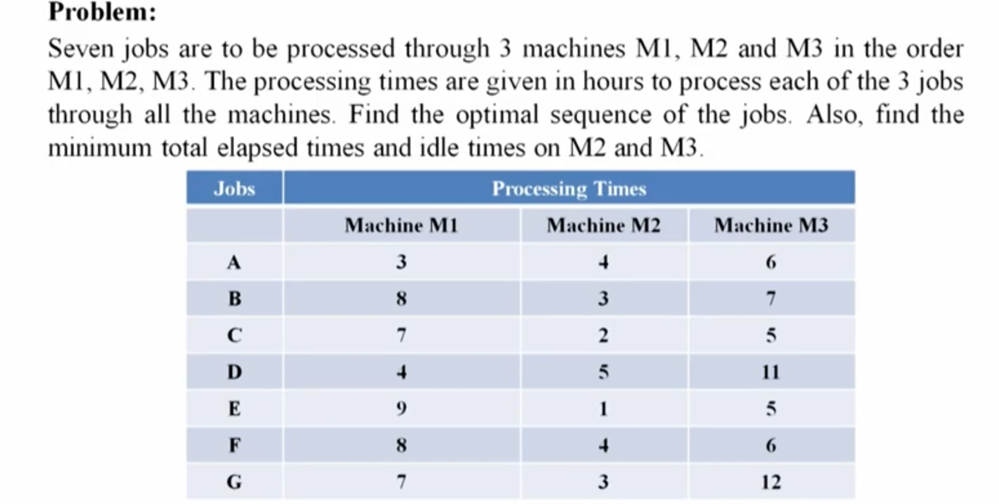 Problem:
Seven jobs are to be processed through 3 machines M1, M2 and M3 in the order
M1, M2, M3. The processing times are given in hours to process each of the 3 jobs
through all the machines. Find the optimal sequence of the jobs. Also, find the
minimum total elapsed times and idle times on M2 and M3.
Jobs Processing Times
Machine M1 Machine M2 Machine M3
A 3 4 6
B 8 3 7
C 7 2 5
D 4 5 11
E 9 1 5
F 8 4 6
G 7 3 12